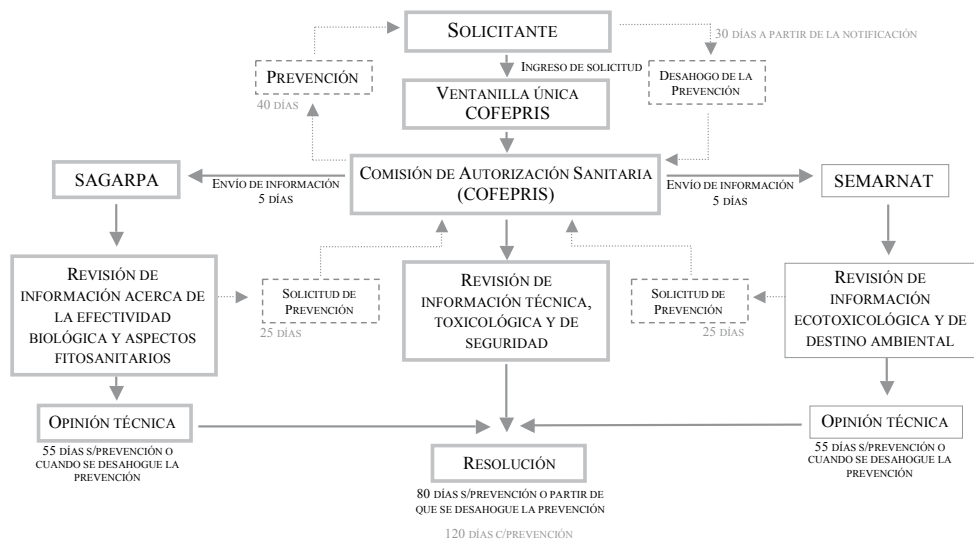 SOLICITANTE
30 DÍAS A PARTIR DE LA NOTIFICACIÓN
INGRESO DE SOLICITUD
PREVENCIÓN
40 DÍAS
DESAHOGO DE LA
PREVENCIÓN
VENTANILLA ÚNICA
COFEPRIS
SAGARPA
ENVÍO DE INFORMACIÓN
5 DÍAS
COMISIÓN DE AUTORIZACIÓN SANITARIA
(COFEPRIS)
ENVÍO DE INFORMACIÓN
5 DÍAS
SEMARNAT
REVISIÓN DE
INFORMACIÓN ACERCA DE
LA EFECTIVIDAD
BIOLÓGICA Y ASPECTOS
FITOSANITARIOS
SOLICITUD DE
PREVENCIÓN
25 DÍAS
REVISIÓN DE
INFORMACIÓN TÉCNICA,
TOXICOLÓGICA Y DE
SEGURIDAD
SOLICITUD DE
PREVENCIÓN
25 DÍAS
REVISIÓN DE
INFORMACIÓN
ECOTOXICOLÓGICA Y DE
DESTINO AMBIENTAL
OPINIÓN TÉCNICA
55 DÍAS S/PREVENCIÓN O
CUANDO SE DESAHOGUE LA
PREVENCIÓN
OPINIÓN TÉCNICA
55 DÍAS S/PREVENCIÓN O
CUANDO SE DESAHOGUE LA
PREVENCIÓN
RESOLUCIÓN
80 DÍAS S/PREVENCIÓN O PARTIR DE
QUE SE DESAHOGUE LA PREVENCIÓN
120 DÍAS C/PREVENCIÓN